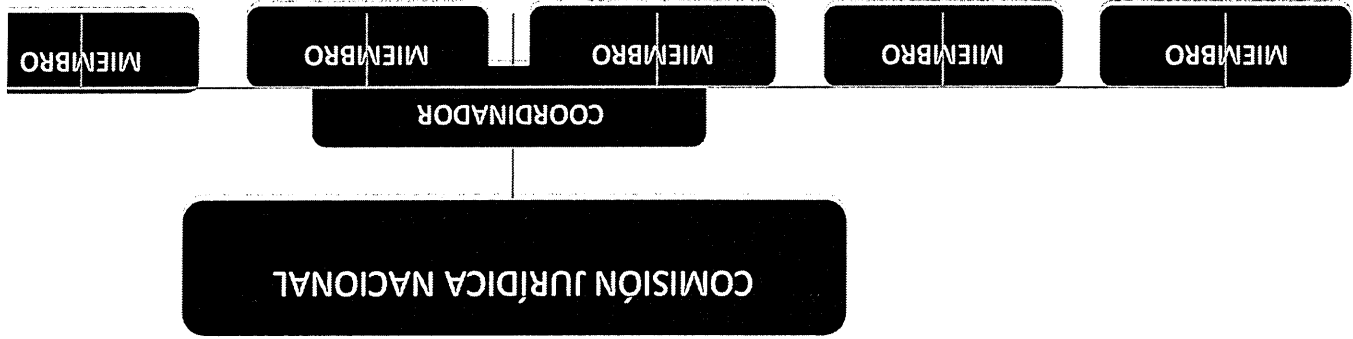 COMISIÓN JURÍDICA NACIONAL
COORDINADOR
MIEMBRO
MIEMBRO
MIEMBRO
MIEMBRO
MIEMBRO